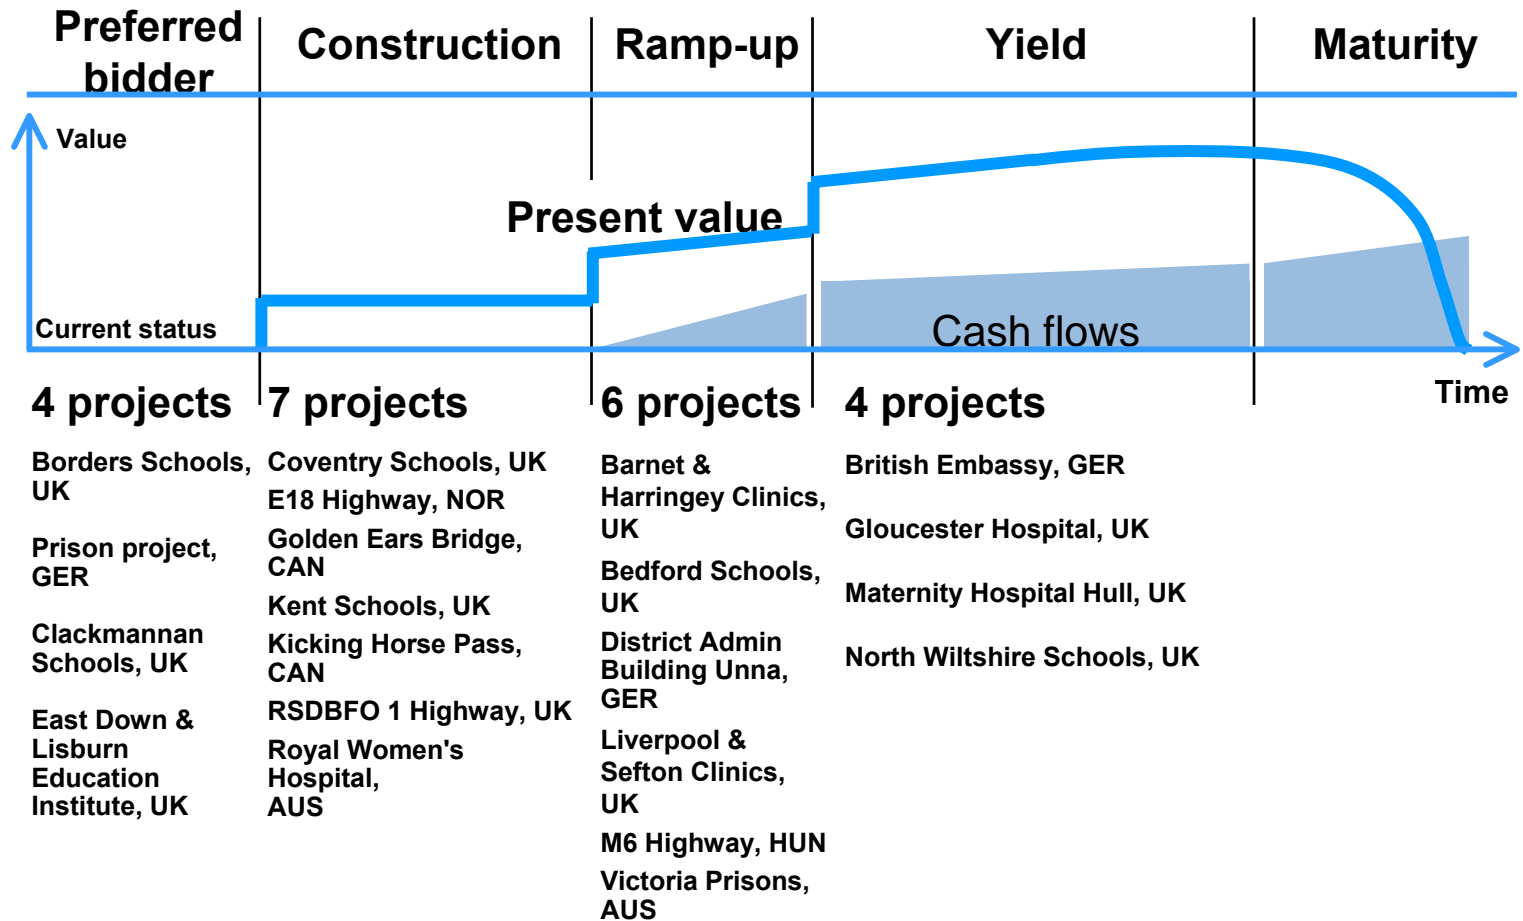 Preferred
bidder
Construction
Ramp-up
Yield
Maturity
Value
Present value
Current status
Cash flows
Time
4 projects
Borders Schools,
UK
Prison project,
GER
Clackmannan
Schools, UK
East Down &
Lisburn
Education
Institute, UK
7 projects
Coventry Schools, UK
E18 Highway, NOR
Golden Ears Bridge,
CAN
Kent Schools, UK
Kicking Horse Pass,
CAN
RSDBFO 1 Highway, UK
Royal Women's
Hospital,
AUS
6 projects
Barnet &
Harringey Clinics,
UK
Bedford Schools,
UK
District Admin
Building Unna,
GER
Liverpool &
Sefton Clinics,
UK
M6 Highway, HUN
Victoria Prisons,
AUS
4 projects
British Embassy, GER
Gloucester Hospital, UK
Maternity Hospital Hull, UK
North Wiltshire Schools, UK